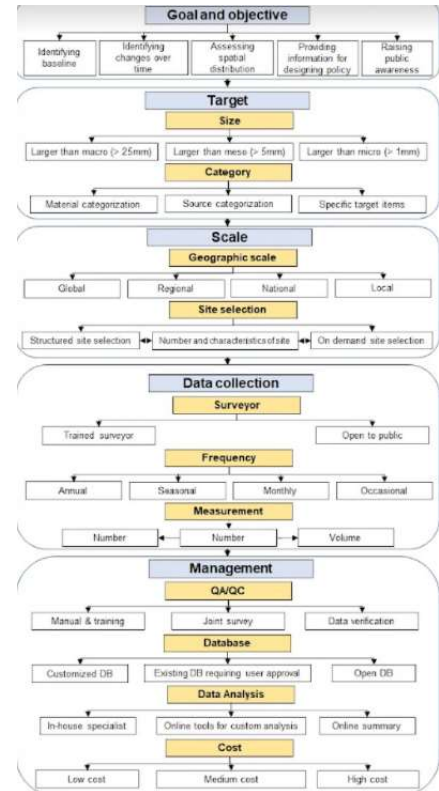 Goal and objective
Identifying
baseline
Identifying
changes over
time
Assessing
spatial
distribution
Providing
information for
designing policy
Raising
public
awareness
Target
Size
Larger than macro (> 25mm)
Larger than meso (> 5mm)
Larger than micro (> 1mm)
Category
Material categorization
Source categorization
Specific target items
Scale
Geographic scale
Global
Regional
National
Local
Site selection
Structured site selection
Number and characteristics of site
On demand site selection
Data collection
Surveyor
Trained surveyor
Open to public
Frequency
Annual
Seasonal
Monthly
Occasional
Measurement
Number
Number
Volume
Management
QA/QC
Manual & training
Joint survey
Data verification
Database
Customized DB
Existing DB requiring user approval
Open DB
Data Analysis
In-house specialist
Online tools for custom analysis
Online summary
Cost
Low cost
Medium cost
High cost